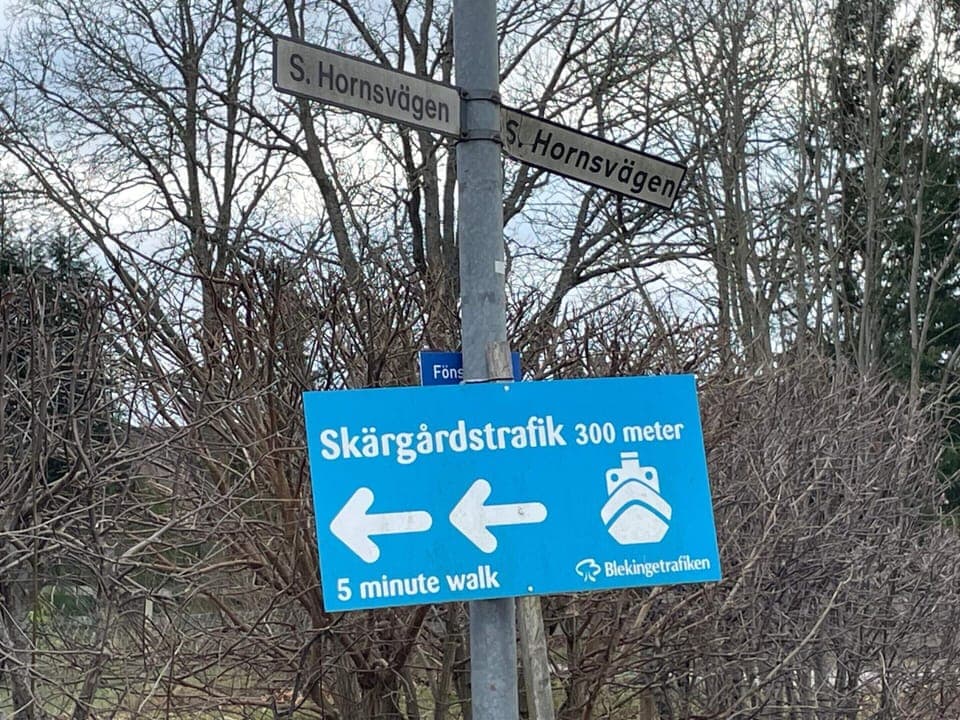 S. Hornsvägen
S. Hornsvägen
Skärgårdstrafik 300 meter
5 minute walk
Blekingetrafiken